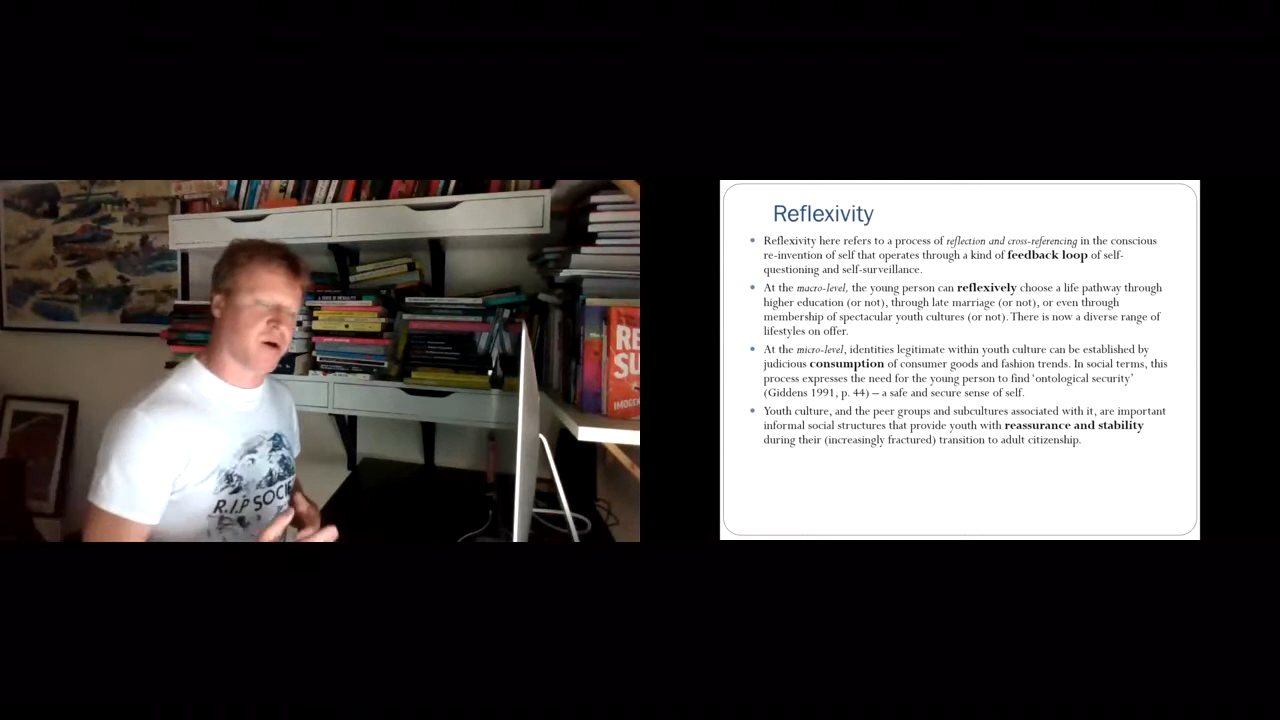 R.I.P SOCIE
RE
SU
IMOGEN
Reflexivity
Reflexivity here refers to a process of reflection and cross-referencing in the conscious
re-invention of self that operates through a kind of feedback loop of self-
questioning and self-surveillance.
At the macro-level, the young person can reflexively choose a life pathway through
higher education (or not), through late marriage (or not), or even through
membership of spectacular youth cultures (or not). There is now a diverse range of
lifestyles on offer.
At the micro-level, identities legitimate within youth culture can be established by
judicious consumption of consumer goods and fashion trends. In social terms, this
process expresses the need for the young person to find ‘ontological security’
(Giddens 1991, p. 44) – a safe and secure sense of self.
Youth culture, and the peer groups and subcultures associated with it, are important
informal social structures that provide youth with reassurance and stability
during their (increasingly fractured) transition to adult citizenship.